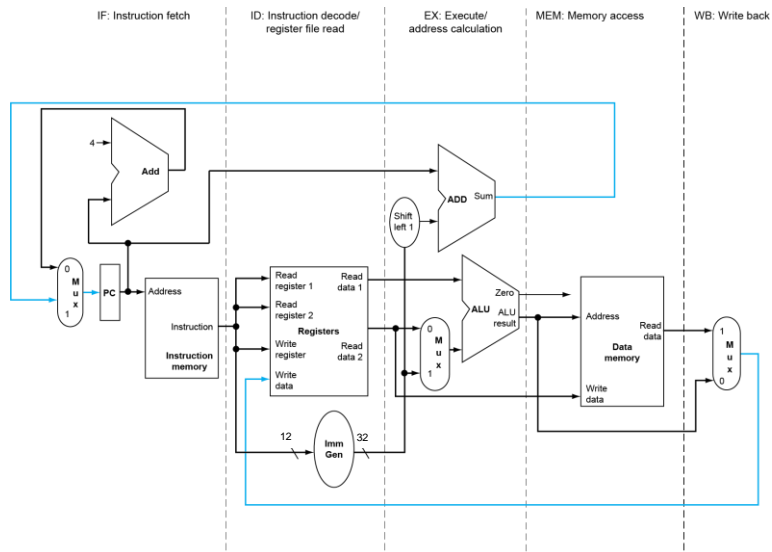 IF: Instruction fetch
ID: Instruction decode/
register file read
EX: Execute/
address calculation
MEM: Memory access
WB: Write back
4
Add
ADD
Sum
Shift
left 1
0
M
u
x
1
PC
Address
Instruction
Instruction
memory
Read
register 1
Read
register 2
Write
register
Write
data
Registers
Read
data 1
Read
data 2
0
M
u
x
1
Zero
ALU
ALU
result
Address
Read
data
Data
memory
Write
data
1
M
u
x
0
12
Imm
Gen
32